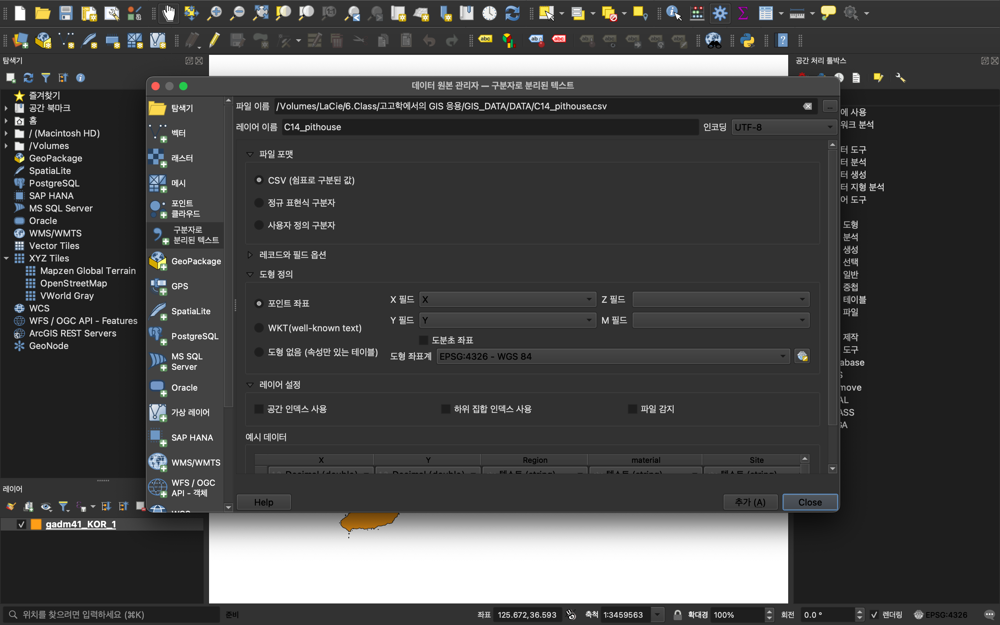 탐색기
공간 처리 툴박스
즐겨찾기
공간 북마크
홈
/ (Macintosh HD)
/Volumes
GeoPackage
SpatiaLite
PostgreSQL
SAP HANA
MS SQL Server
Oracle
WMS/WMTS
Vector Tiles
XYZ Tiles
Mapzen Global Terrain
OpenStreetMap
VWorld Gray
WCS
WFS / OGC API - Features
ArcGIS REST Servers
GeoNode
레이어
gadm41_KOR_1
데이터 원본 관리자 — 구분자로 분리된 텍스트
탐색기
벡터
래스터
메시
포인트
클라우드
구분자로
분리된 텍스트
GeoPackage
GPS
SpatiaLite
PostgreSQL
MS SQL
Server
Oracle
가상 레이어
SAP HANA
WMS/WMTS
WFS / OGC
API - 객체
파일 이름 /Volumes/LaCie/6.Class/고고학에서의 GIS 응용/GIS_DATA/DATA/C14_pithouse.csv ...
레이어 이름 C14_pithouse 인코딩 UTF-8
파일 포맷
CSV (쉼표로 구분된 값)
정규 표현식 구분자
사용자 정의 구분자
레코드와 필드 옵션
도형 정의
포인트 좌표 X 필드 X Z 필드
Y 필드 Y M 필드
WKT(well-known text)
도분초 좌표
도형 없음 (속성만 있는 테이블) 도형 좌표계 EPSG:4326 - WGS 84
레이어 설정
공간 인덱스 사용 하위 집합 인덱스 사용 파일 감지
예시 데이터
X Y Region material Site
Decimal (double) Decimal (double) 텍스트 (string) 텍스트 (string) 텍스트 (string)
Help 추가 (A) Close
에 사용
워크 분석
터 도구
터 분석
터 생성
터 지형 분석
어 도구
도형
분석
생성
선택
일반
중첩
테이블
파일
제작
도구
abase
move
AL
ASS
GA
위치를 찾으려면 입력하세요 (⌘K) 준비 좌표 125.672,36.593 축척 1:3459563 확대경 100% 회전 0.0 ° 렌더링 EPSG:4326